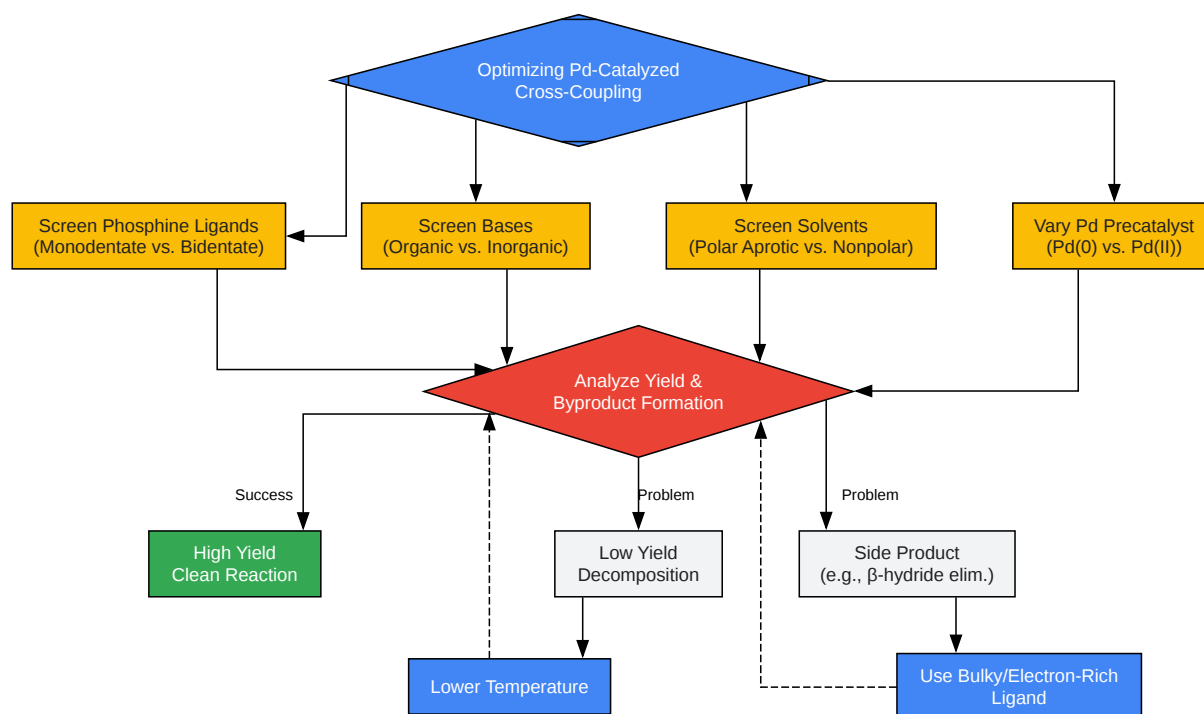 Optimizing Pd-Catalyzed
Cross-Coupling
Screen Phosphine Ligands
(Monodentate vs. Bidentate)
Screen Bases
(Organic vs. Inorganic)
Screen Solvents
(Polar Aprotic vs. Nonpolar)
Vary Pd Precatalyst
(Pd(0) vs. Pd(II))
Analyze Yield &
Byproduct Formation
Success
Problem
Problem
High Yield
Clean Reaction
Low Yield
Decomposition
Side Product
(e.g., β-hydride elim.)
Lower Temperature
Use Bulky/Electron-Rich
Ligand